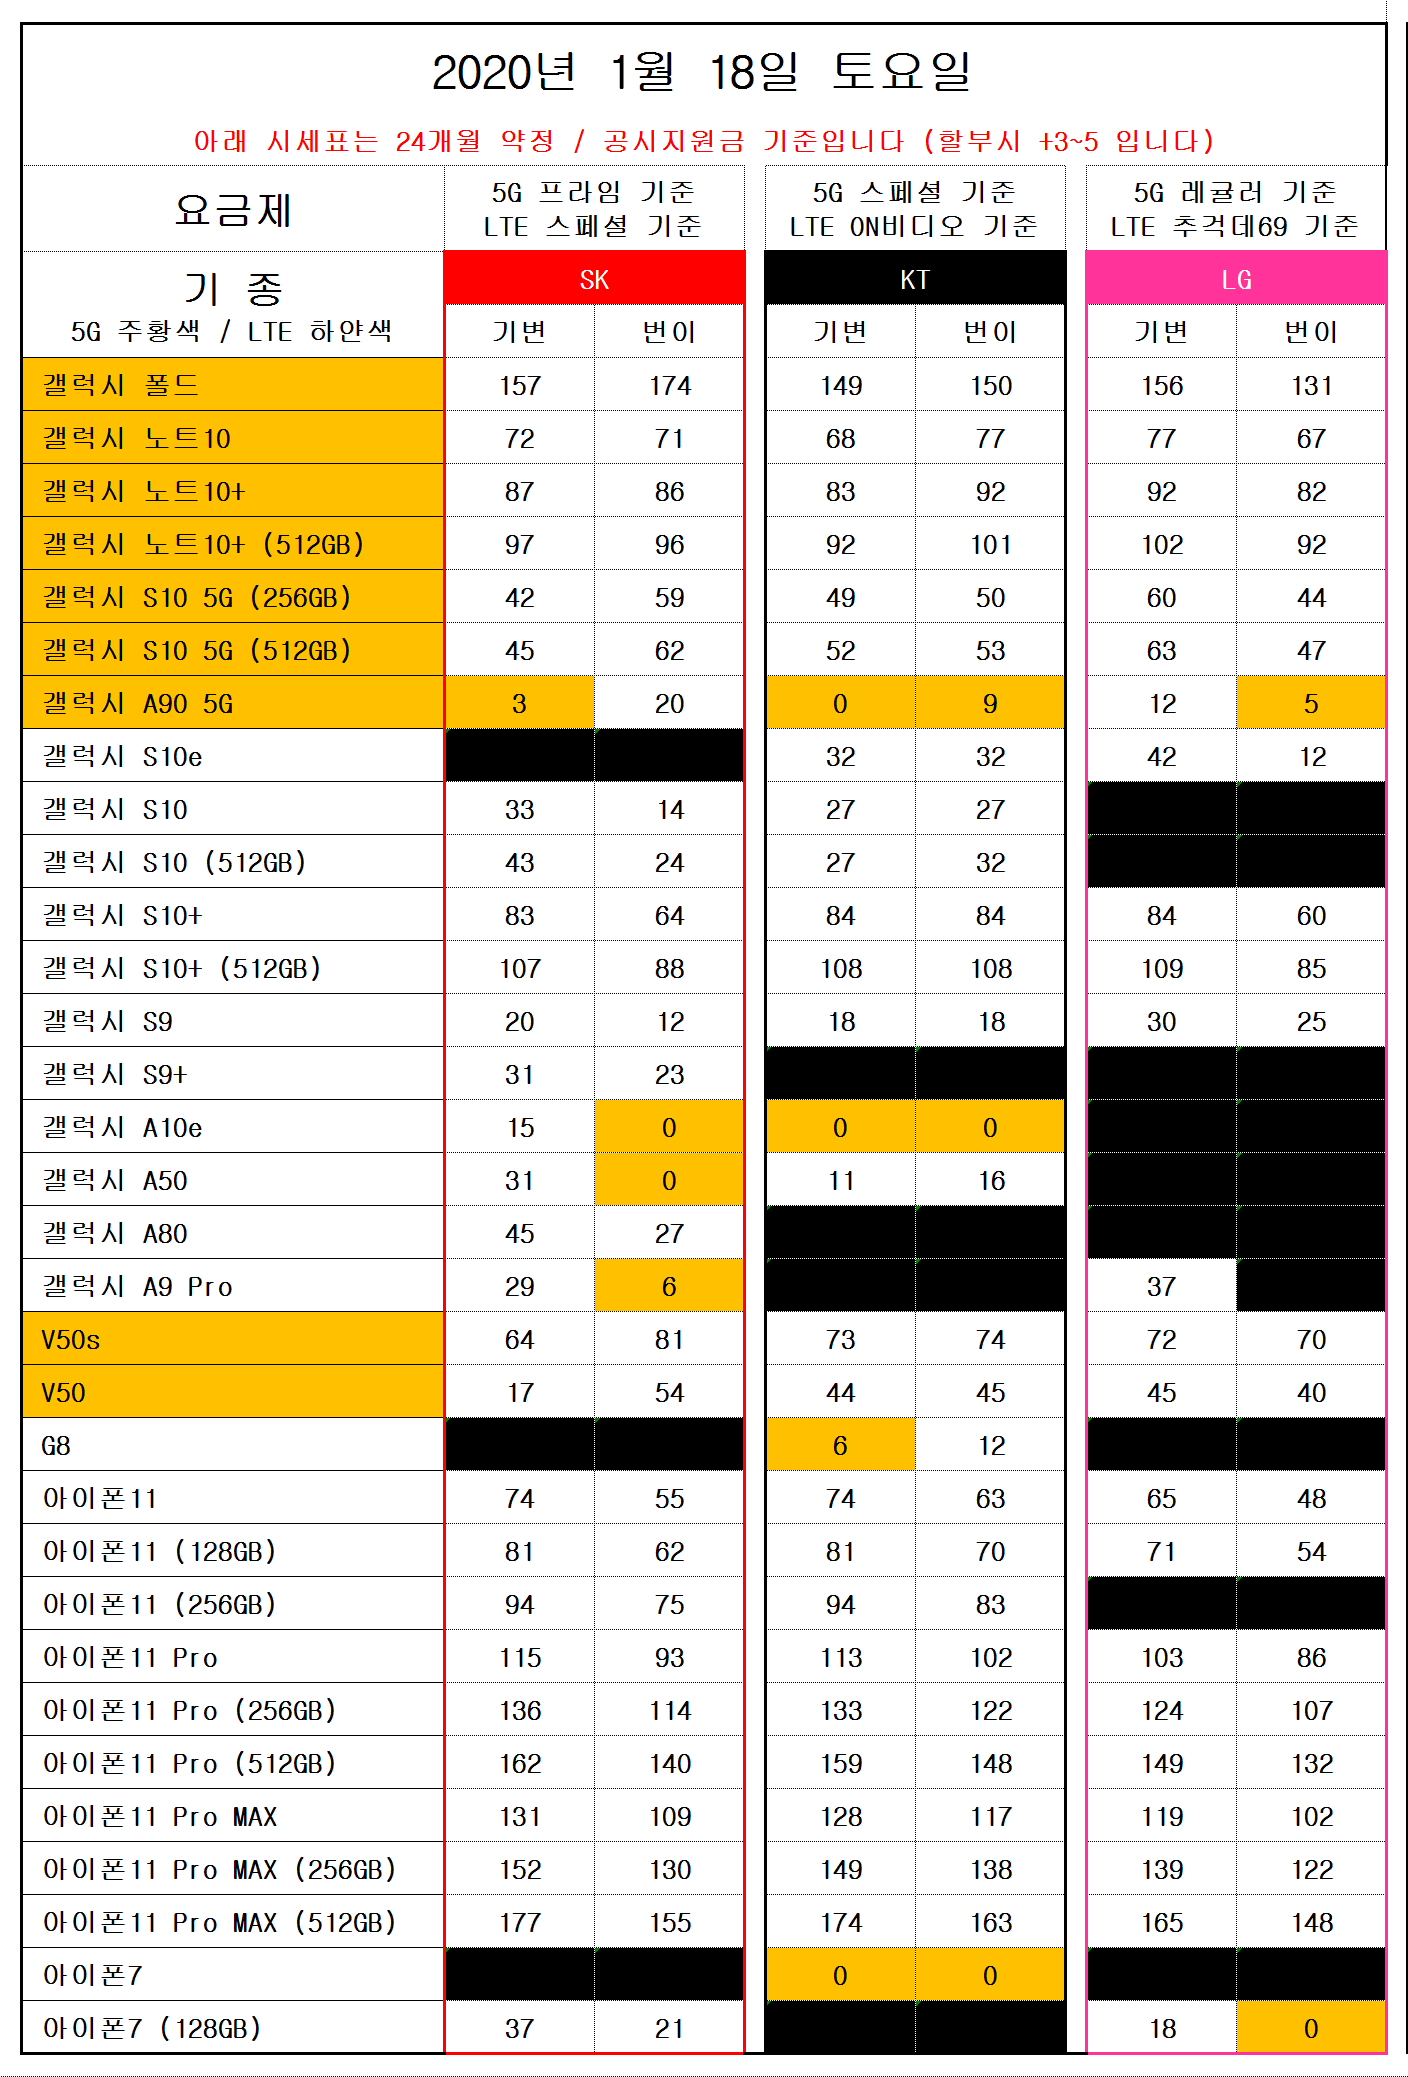 2020년 1월 18일 토요일
아래 시세표는 24개월 약정 / 공시지원금 기준입니다 (할부시 +3~5 입니다)
요금제 5G 프라임 기준 5G 스페셜 기준 5G 레귤러 기준
LTE 스페셜 기준 LTE ON비디오 기준 LTE 추걱데69 기준
기 종 SK KT LG
5G 주황색 / LTE 하얀색 기변 번이 기변 번이 기변 번이
갤럭시 폴드 157 174 149 150 156 131
갤럭시 노트10 72 71 68 77 77 67
갤럭시 노트10+ 87 86 83 92 92 82
갤럭시 노트10+ (512GB) 97 96 92 101 102 92
갤럭시 S10 5G (256GB) 42 59 49 50 60 44
갤럭시 S10 5G (512GB) 45 62 52 53 63 47
갤럭시 A90 5G 3 20 0 9 12 5
갤럭시 S10e 32 32 42 12
갤럭시 S10 33 14 27 27
갤럭시 S10 (512GB) 43 24 27 32
갤럭시 S10+ 83 64 84 84 84 60
갤럭시 S10+ (512GB) 107 88 108 108 109 85
갤럭시 S9 20 12 18 18 30 25
갤럭시 S9+ 31 23
갤럭시 A10e 15 0 0 0
갤럭시 A50 31 0 11 16
갤럭시 A80 45 27
갤럭시 A9 Pro 29 6 37
V50s 64 81 73 74 72 70
V50 17 54 44 45 45 40
G8 6 12
아이폰11 74 55 74 63 65 48
아이폰11 (128GB) 81 62 81 70 71 54
아이폰11 (256GB) 94 75 94 83
아이폰11 Pro 115 93 113 102 103 86
아이폰11 Pro (256GB) 136 114 133 122 124 107
아이폰11 Pro (512GB) 162 140 159 148 149 132
아이폰11 Pro MAX 131 109 128 117 119 102
아이폰11 Pro MAX (256GB) 152 130 149 138 139 122
아이폰11 Pro MAX (512GB) 177 155 174 163 165 148
아이폰7 0 0
아이폰7 (128GB) 37 21 18 0